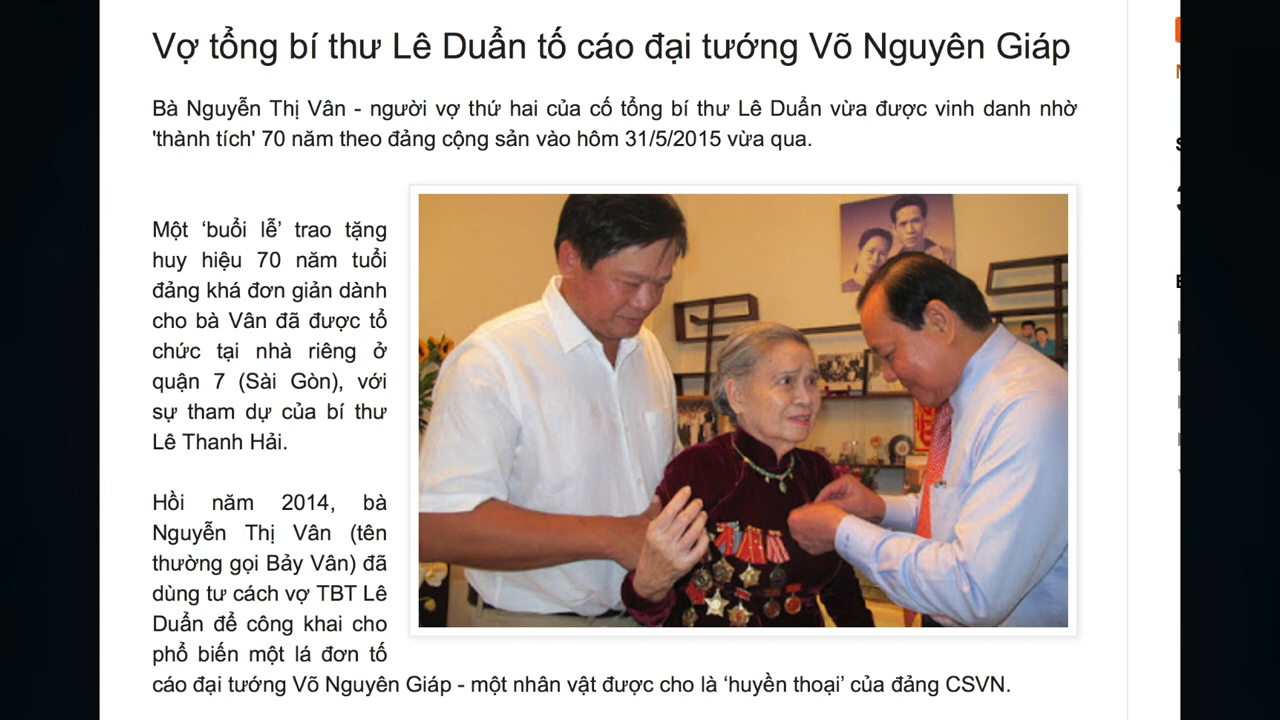 Vợ tổng bí thư Lê Duẩn tố cáo đại tướng Võ Nguyên Giáp
Bà Nguyễn Thị Vân - người vợ thứ hai của cố tổng bí thư Lê Duẩn vừa được vinh danh nhờ
'thành tích' 70 năm theo đảng cộng sản vào hôm 31/5/2015 vừa qua.
Một ‘buổi lễ’ trao tặng
huy hiệu 70 năm tuổi
đảng khá đơn giản dành
cho bà Vân đã được tổ
chức tại nhà riêng ở
quận 7 (Sài Gòn), với
sự tham dự của bí thư
Lê Thanh Hải.
Hồi năm 2014, bà
Nguyễn Thị Vân (tên
thường gọi Bảy Vân) đã
dùng tư cách vợ TBT Lê
Duẩn để công khai cho
phổ biến một lá đơn tố
cáo đại tướng Võ Nguyên Giáp - một nhân vật được cho là ‘huyền thoại’ của đảng CSVN.